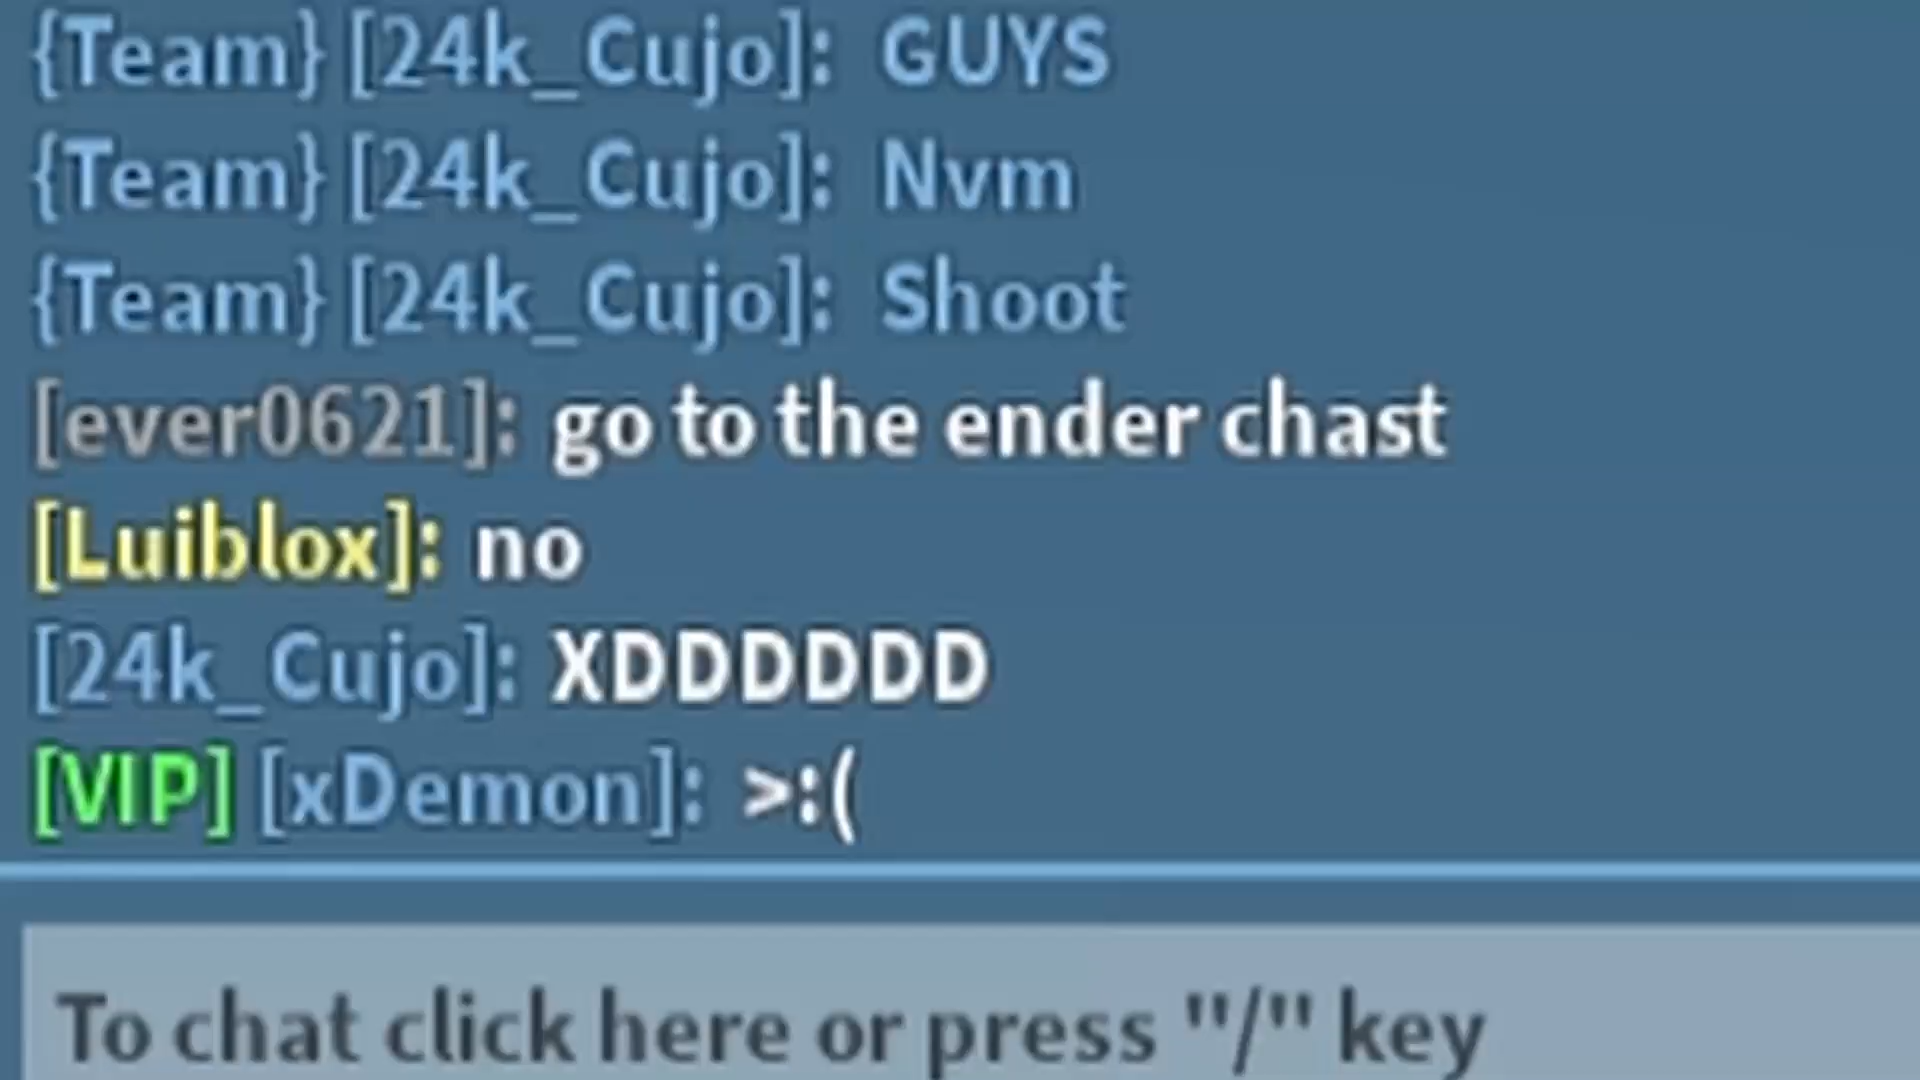 {Team} [24k_Cujo]: GUYS
{Team} [24k_Cujo]: Nvm
{Team} [24k_Cujo]: Shoot
[ever0621]: go to the ender chast
[Luiblox]: no
[24k_Cujo]: XDDDDDD
[VIP] [xDemon]: >:(
To chat click here or press "/" key